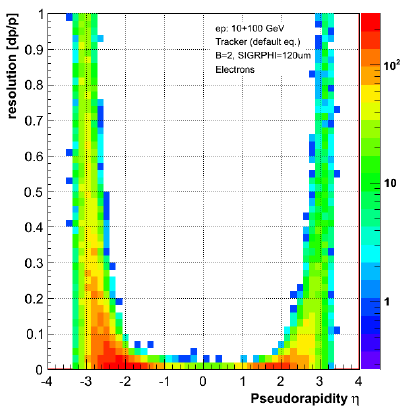 resolution [dp/p]
1
0.9
0.8
0.7
0.6
0.5
0.4
0.3
0.2
0.1
0
ep: 10+100 GeV
Tracker (default eq.)
B=2, SIGRPHI=120um
Electrons
10²
10
1
-4 -3 -2 -1 0 1 2 3 4
Pseudorapidity η